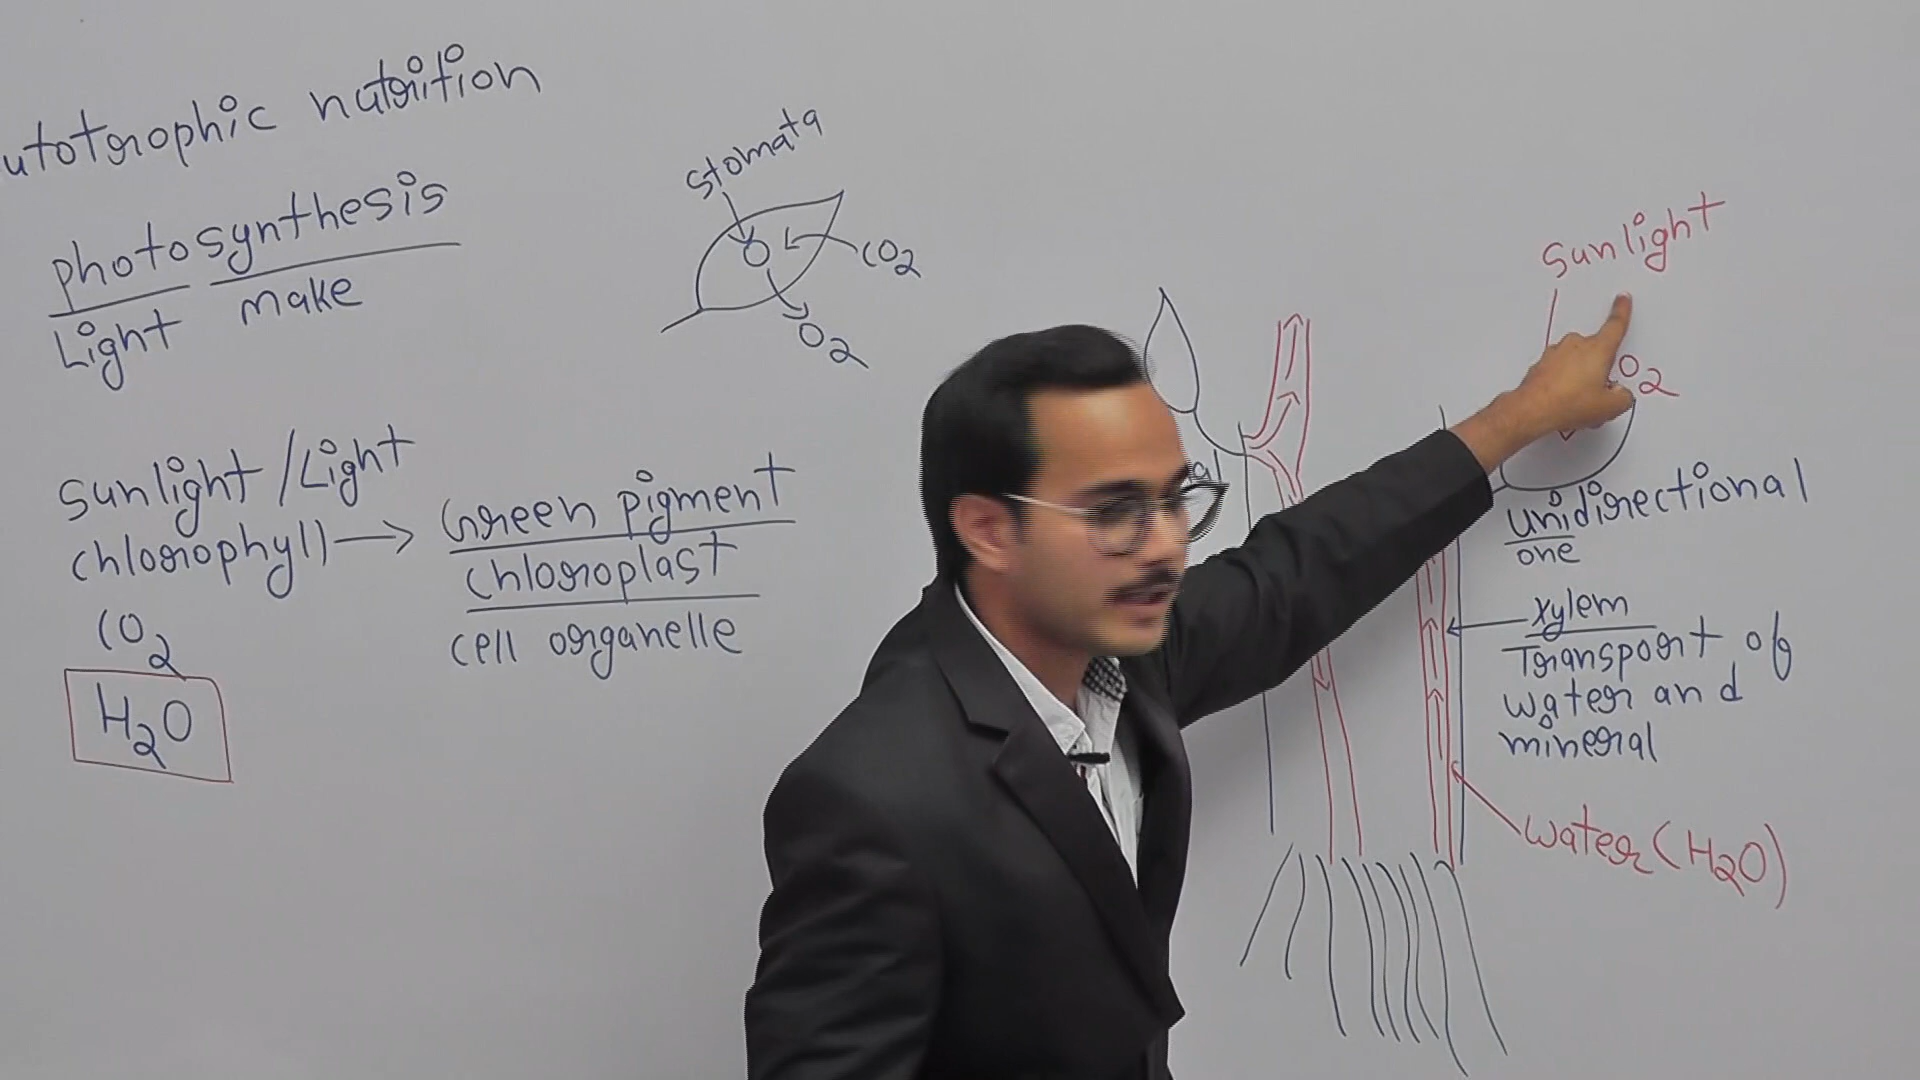 utotrophic nutrition
photosynthesis
Light make
Sunlight/Light
chlorophyll → Green pigment
chloroplast
cell organelle
CO2
H2O
Stomata
CO2
O2
Sunlight
O2
unidirectional
one
xylem
Transport of
water and
mineral
water (H2O)